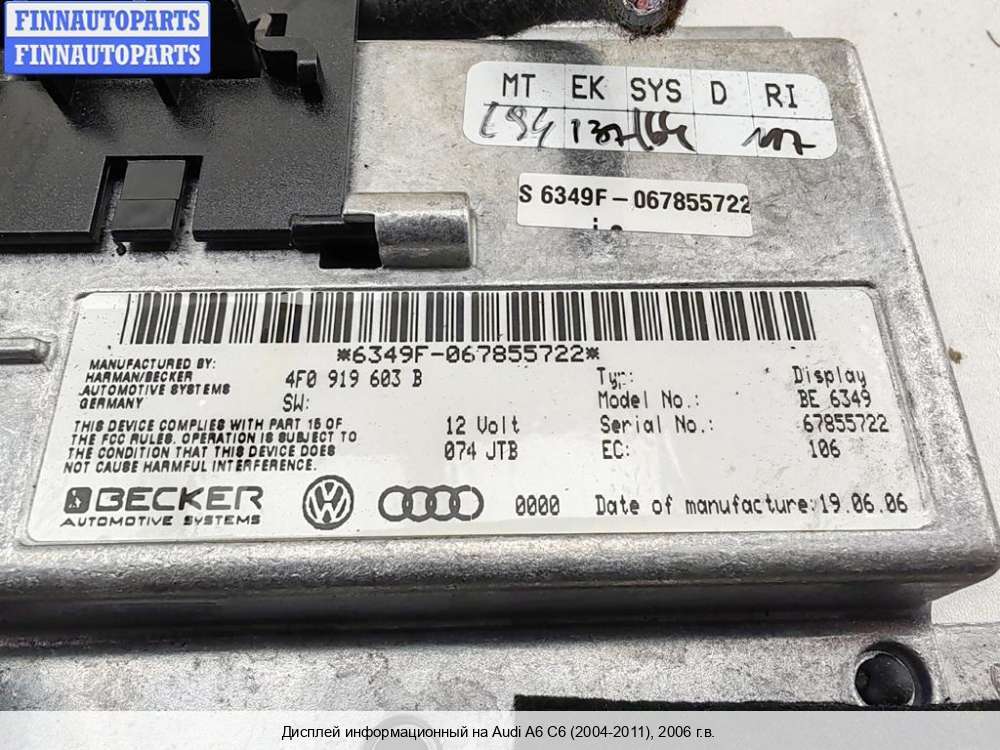 FINNAUTOPARTS
FINNAUTOPARTS
MT EK SYS D RI
S 6349F-067855722
*6349F-067855722*
MANUFACTURED BY:
HARMAN/BECKER
AUTOMOTIVE SYSTEMS
GERMANY
4F0 919 603 B
SW:
Typ: Display
Model No.: BE 6349
THIS DEVICE COMPLIES WITH PART 15 OF
THE FCC RULES. OPERATION IS SUBJECT TO
THE CONDITION THAT THIS DEVICE DOES
NOT CAUSE HARMFUL INTERFERENCE.
12 Volt
074 JTB
Serial No.: 67855722
EC: 106
BECKER
AUTOMOTIVE SYSTEMS
0000 Date of manufacture: 19.06.06
Дисплей информационный на Audi A6 C6 (2004-2011), 2006 г.в.